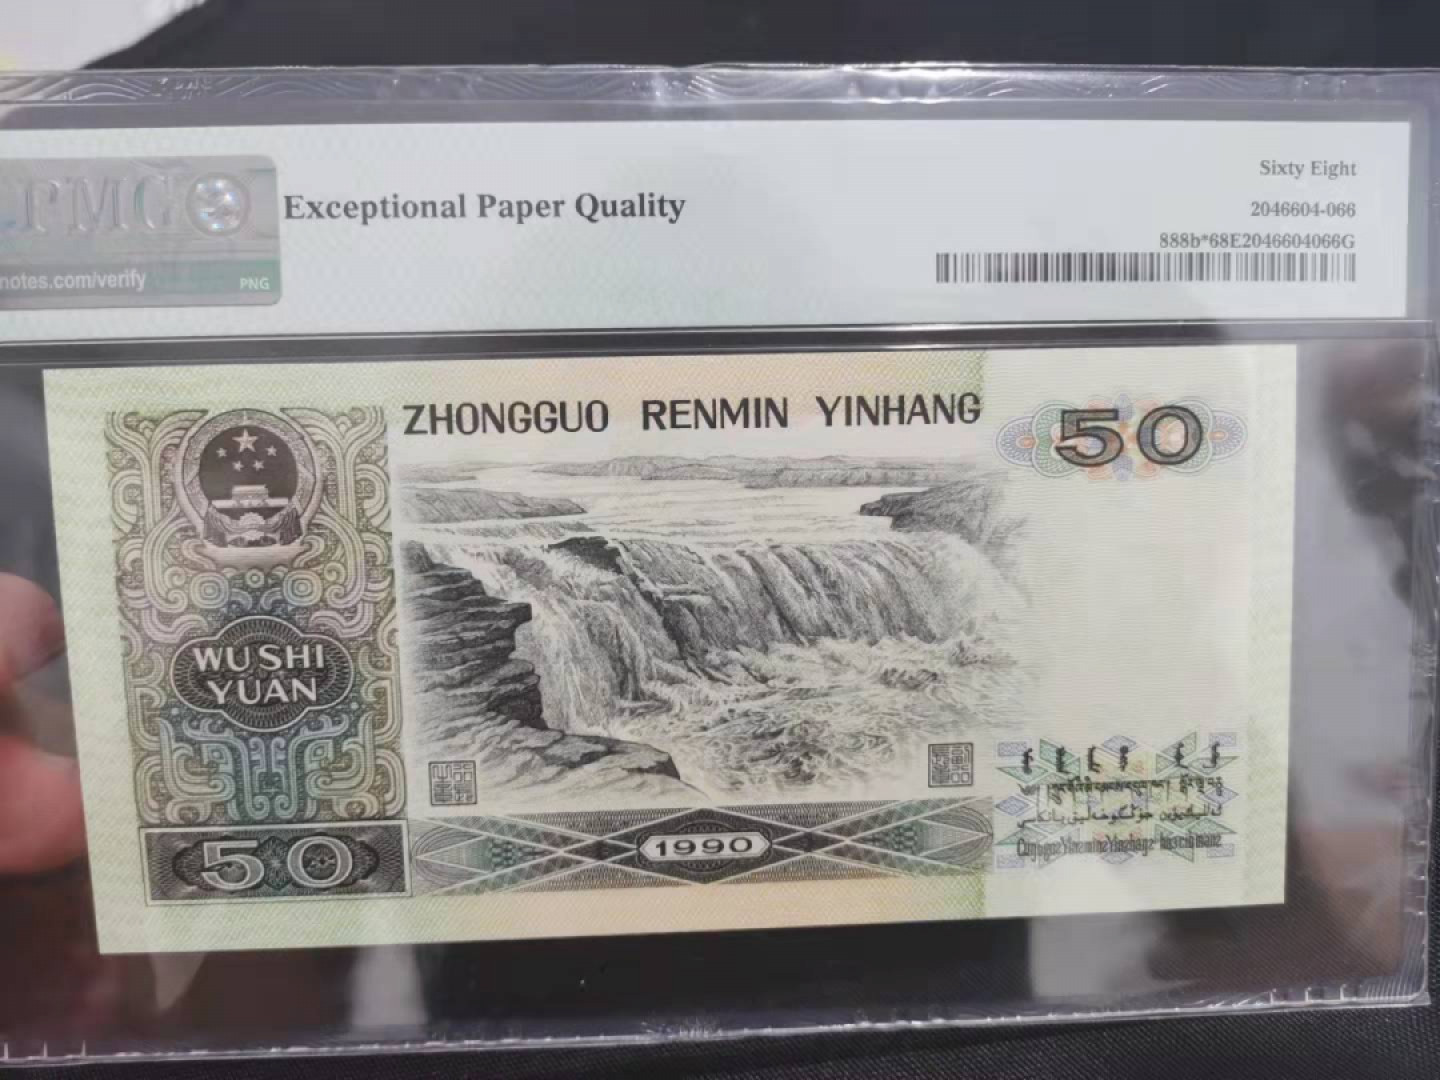 Sixty Eight
PMG
Exceptional Paper Quality
2046604-066
888b*68E2046604066G
notes.com/verify
PNG
ZHONGGUO RENMIN YINHANG
50
WU SHI
YUAN
50
1990